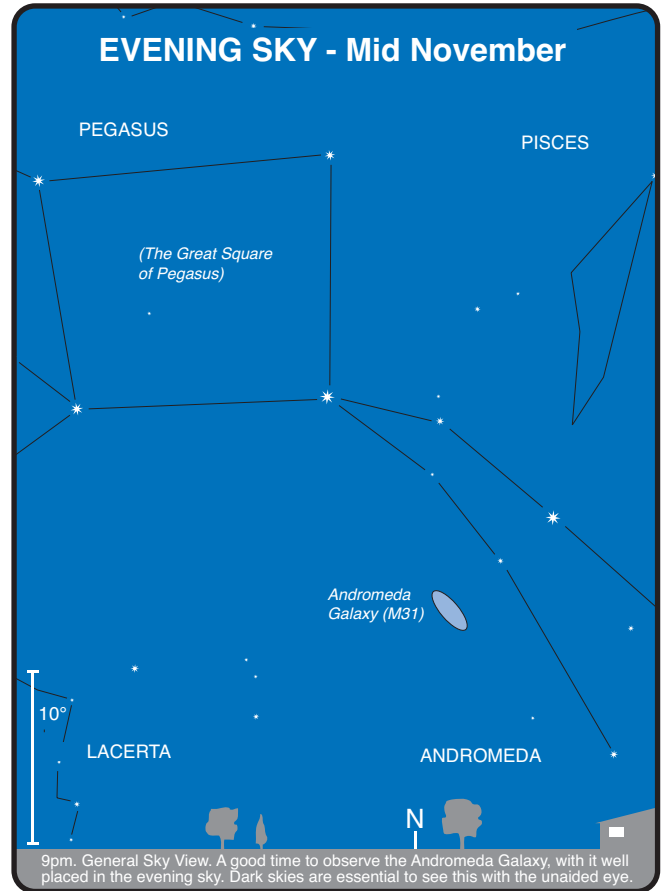 EVENING SKY - Mid November
PEGASUS
PISCES
(The Great Square
of Pegasus)
Andromeda
Galaxy (M31)
10°
LACERTA
ANDROMEDA
N
9pm. General Sky View. A good time to observe the Andromeda Galaxy, with it well
placed in the evening sky. Dark skies are essential to see this with the unaided eye.